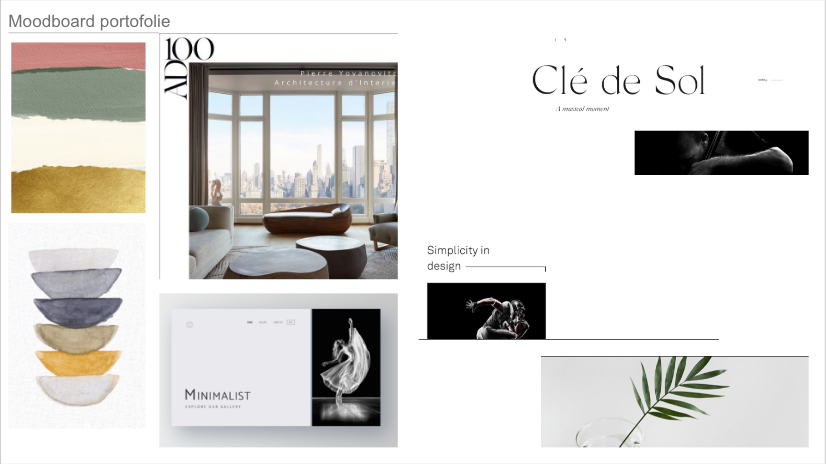 Moodboard portofolie
100
AD
Pierre Yovanovit
Architecture d'Interie
Clé de Sol
A musical moment
Simplicity in
design
MINIMALIST
EXPLORE OUR GALLERY